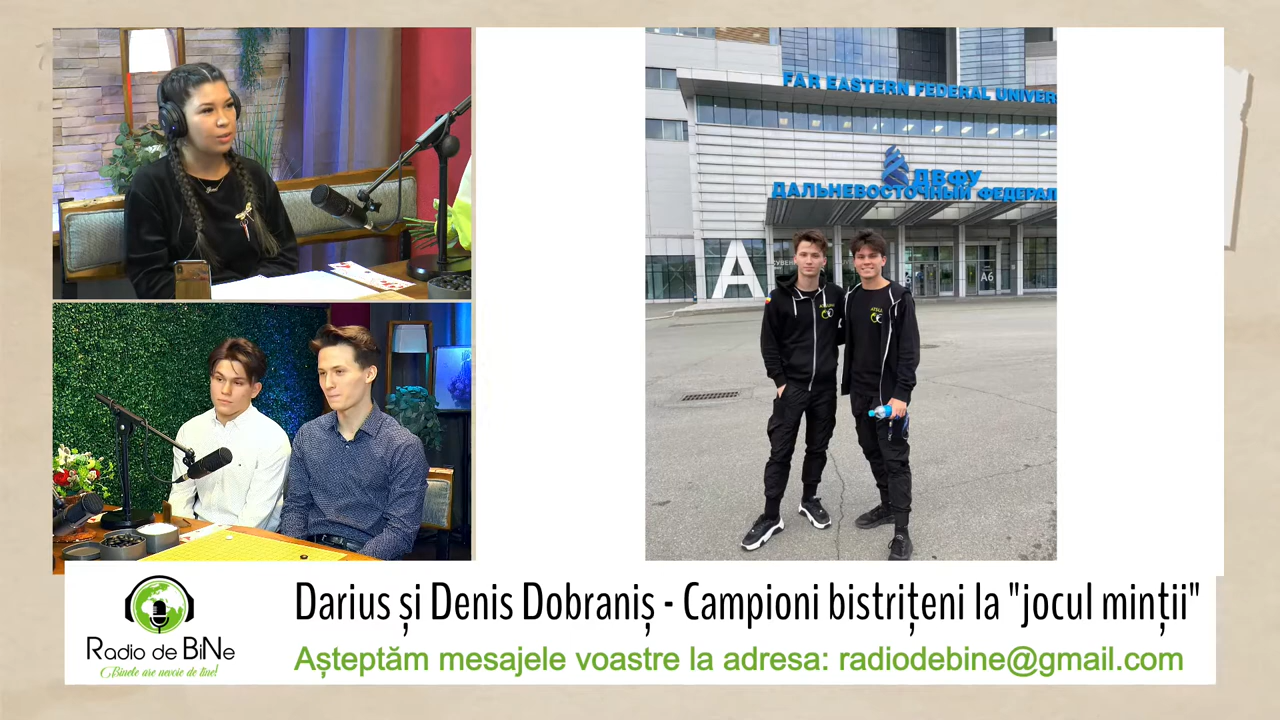 FAR EASTERN FEDERAL UNIVER
ДВФУ
ДАЛЬНЕВОСТОЧНЫЙ ФЕДЕРАЛ
A
A6
Darius și Denis Dobraniș - Campioni bistrițeni la "jocul minții"
Radio de BiNe
Binele are nevoie de tine!
Așteptăm mesajele voastre la adresa: radiodebine@gmail.com